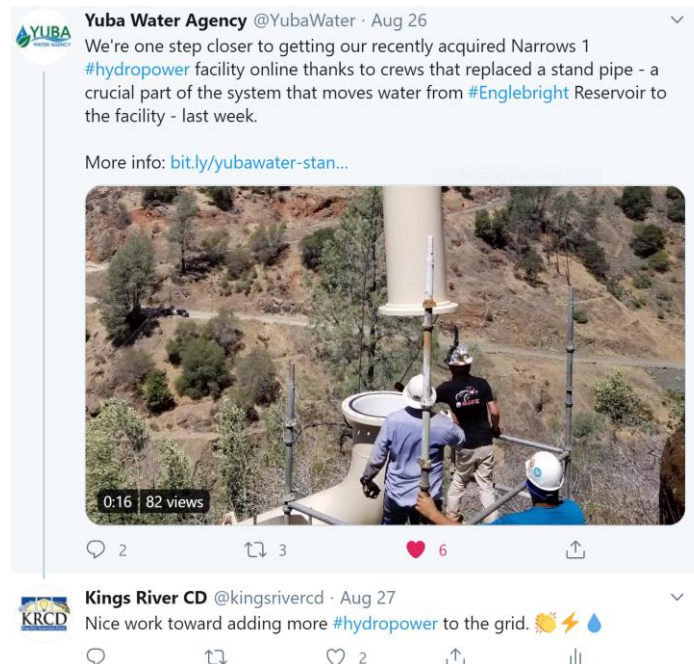 YUBA
WATER AGENCY
Yuba Water Agency @YubaWater · Aug 26
We're one step closer to getting our recently acquired Narrows 1
#hydropower facility online thanks to crews that replaced a stand pipe - a
crucial part of the system that moves water from #Englebright Reservoir to
the facility - last week.
More info: bit.ly/yubawater-stan...
0:16 82 views
2 3 6
KRCD
Kings River CD @kingsrivercd · Aug 27
Nice work toward adding more #hydropower to the grid. 👏⚡💧
2